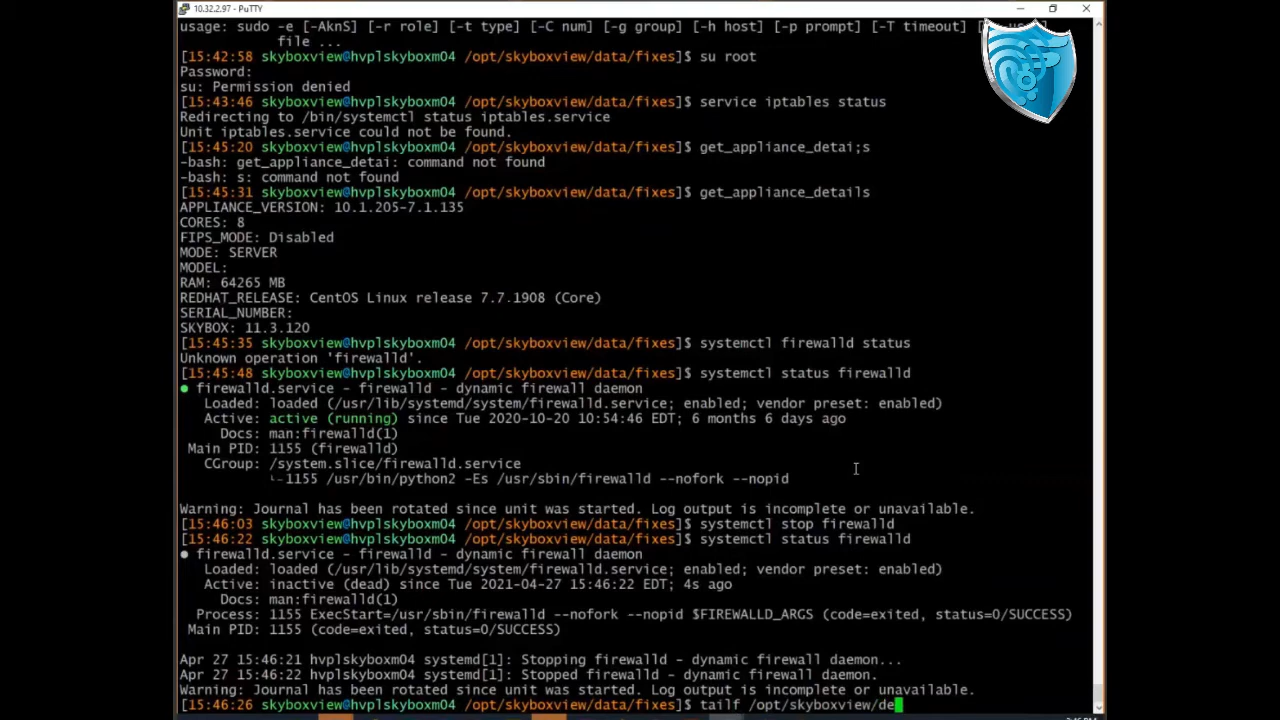 10.32.2.97 - PuTTY
usage: sudo -e [-AknS] [-r role] [-t type] [-C num] [-g group] [-h host] [-p prompt] [-T timeout] [
file ...
[15:42:58 skyboxview@hvplskyboxm04 /opt/skyboxview/data/fixes]$ su root
Password:
su: Permission denied
[15:43:46 skyboxview@hvplskyboxm04 /opt/skyboxview/data/fixes]$ service iptables status
Redirecting to /bin/systemctl status iptables.service
Unit iptables.service could not be found.
[15:45:20 skyboxview@hvplskyboxm04 /opt/skyboxview/data/fixes]$ get_appliance_detai;s
-bash: get_appliance_detai: command not found
-bash: s: command not found
[15:45:31 skyboxview@hvplskyboxm04 /opt/skyboxview/data/fixes]$ get_appliance_details
APPLIANCE_VERSION: 10.1.205-7.1.135
CORES: 8
FIPS_MODE: Disabled
MODE: SERVER
MODEL:
RAM: 64265 MB
REDHAT_RELEASE: CentOS Linux release 7.7.1908 (Core)
SERIAL_NUMBER:
SKYBOX: 11.3.120
[15:45:35 skyboxview@hvplskyboxm04 /opt/skyboxview/data/fixes]$ systemctl firewalld status
Unknown operation 'firewalld'.
[15:45:48 skyboxview@hvplskyboxm04 /opt/skyboxview/data/fixes]$ systemctl status firewalld
● firewalld.service - firewalld - dynamic firewall daemon
Loaded: loaded (/usr/lib/systemd/system/firewalld.service; enabled; vendor preset: enabled)
Active: active (running) since Tue 2020-10-20 10:54:46 EDT; 6 months 6 days ago
Docs: man:firewalld(1)
Main PID: 1155 (firewalld)
CGroup: /system.slice/firewalld.service
└─1155 /usr/bin/python2 -Es /usr/sbin/firewalld --nofork --nopid
Warning: Journal has been rotated since unit was started. Log output is incomplete or unavailable.
[15:46:03 skyboxview@hvplskyboxm04 /opt/skyboxview/data/fixes]$ systemctl stop firewalld
[15:46:22 skyboxview@hvplskyboxm04 /opt/skyboxview/data/fixes]$ systemctl status firewalld
● firewalld.service - firewalld - dynamic firewall daemon
Loaded: loaded (/usr/lib/systemd/system/firewalld.service; enabled; vendor preset: enabled)
Active: inactive (dead) since Tue 2021-04-27 15:46:22 EDT; 4s ago
Docs: man:firewalld(1)
Process: 1155 ExecStart=/usr/sbin/firewalld --nofork --nopid $FIREWALLD_ARGS (code=exited, status=0/SUCCESS)
Main PID: 1155 (code=exited, status=0/SUCCESS)
Apr 27 15:46:21 hvplskyboxm04 systemd[1]: Stopping firewalld - dynamic firewall daemon...
Apr 27 15:46:22 hvplskyboxm04 systemd[1]: Stopped firewalld - dynamic firewall daemon.
Warning: Journal has been rotated since unit was started. Log output is incomplete or unavailable.
[15:46:26 skyboxview@hvplskyboxm04 /opt/skyboxview/data/fixes]$ tailf /opt/skyboxview/de